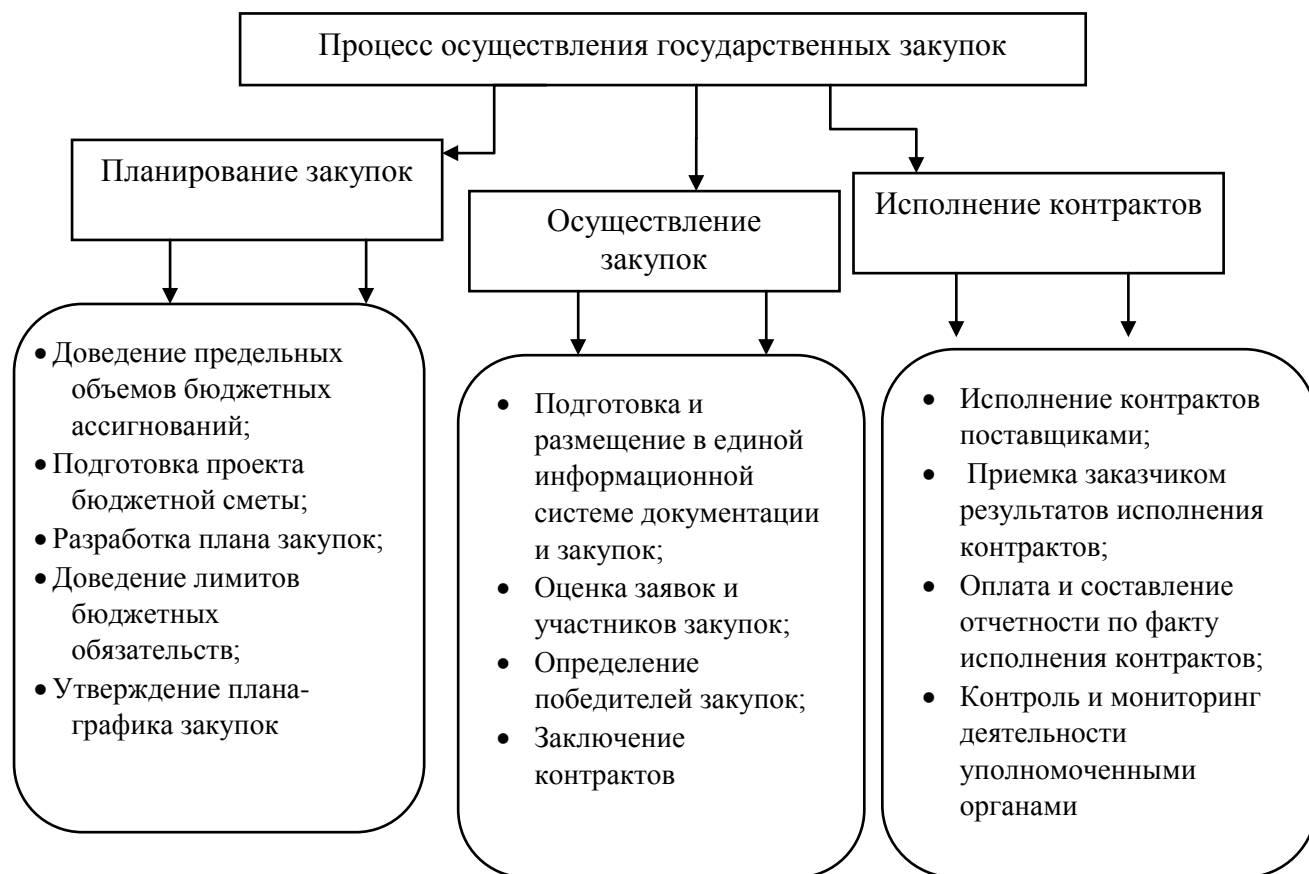 Процесс осуществления государственных закупок
Планирование закупок
Осуществление
закупок
Исполнение контрактов
• Доведение предельных
объемов бюджетных
ассигнований;
• Подготовка проекта
бюджетной сметы;
• Разработка плана закупок;
• Доведение лимитов
бюджетных
обязательств;
• Утверждение плана-
графика закупок
• Подготовка и
размещение в единой
информационной
системе документации
и закупок;
• Оценка заявок и
участников закупок;
• Определение
победителей закупок;
• Заключение
контрактов
• Исполнение контрактов
поставщиками;
• Приемка заказчиком
результатов исполнения
контрактов;
• Оплата и составление
отчетности по факту
исполнения контрактов;
• Контроль и мониторинг
деятельности
уполномоченными
органами